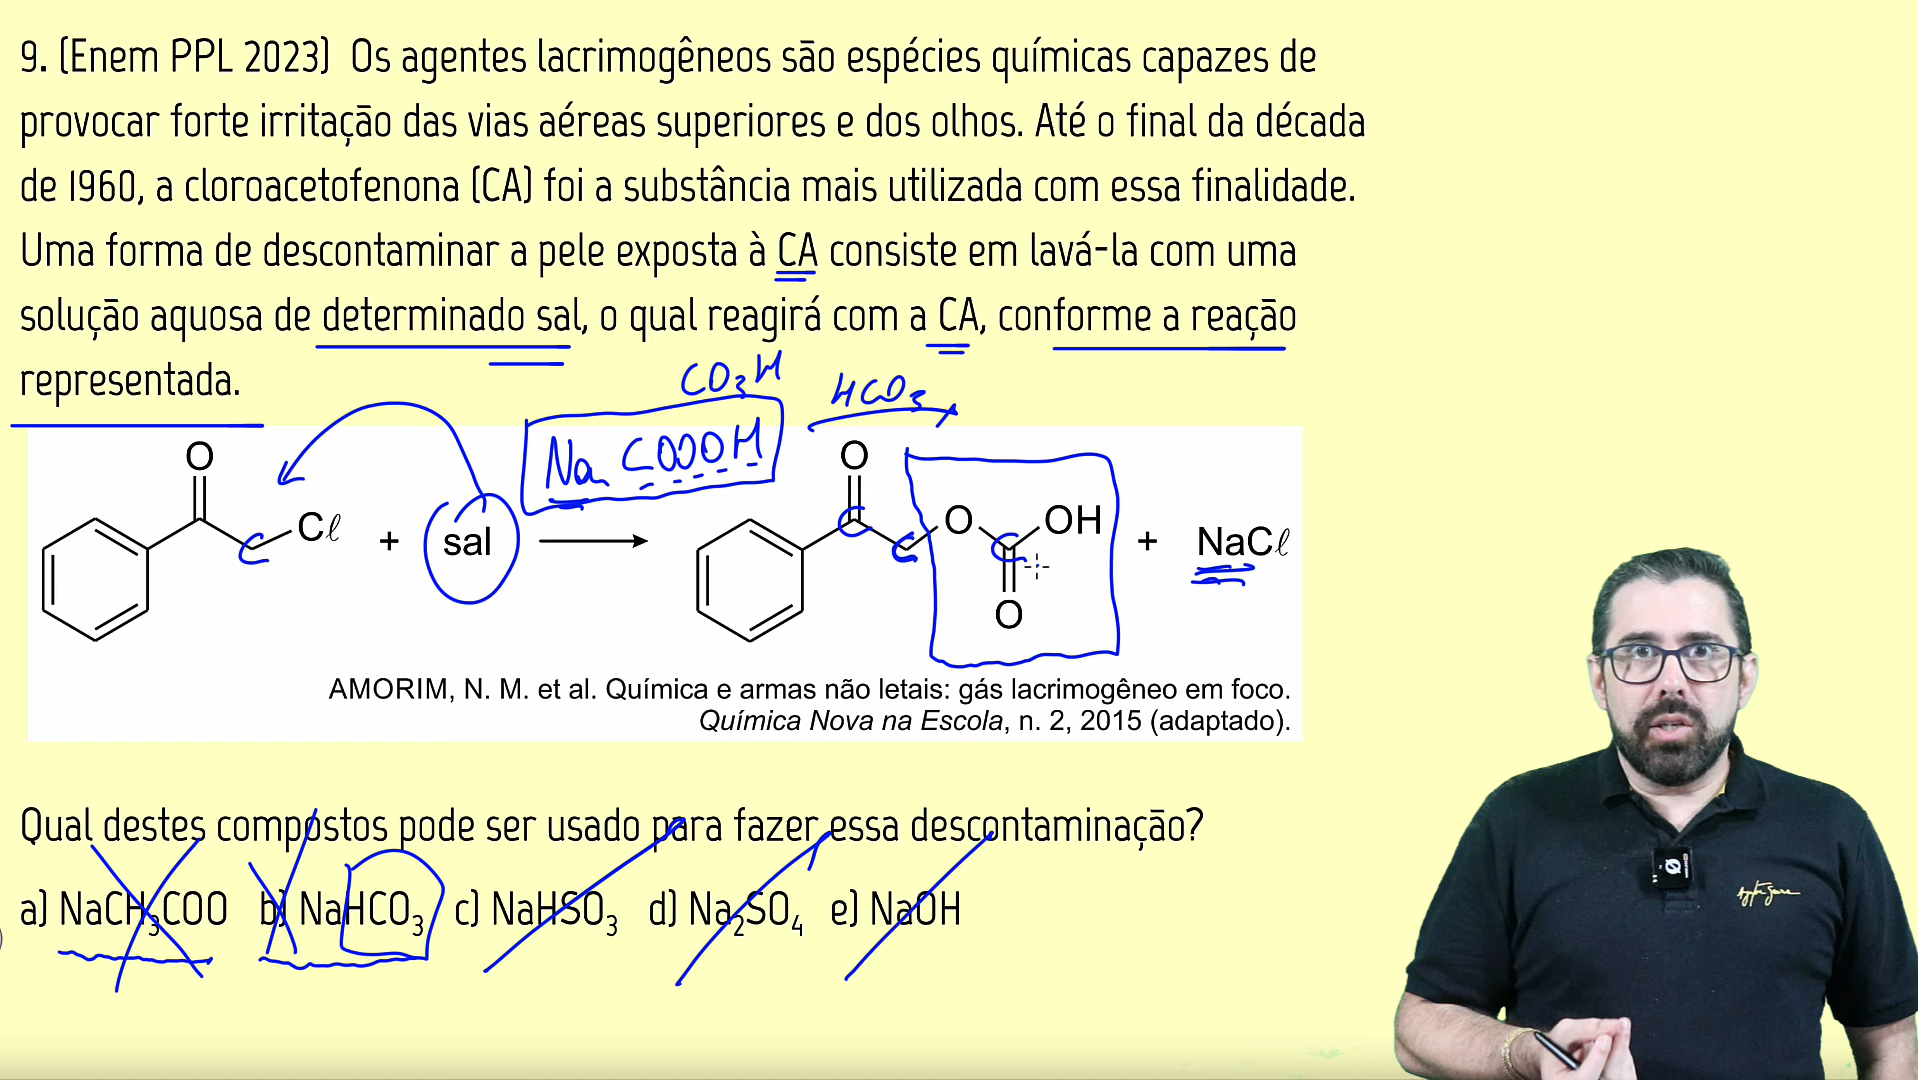 9. (Enem PPL 2023) Os agentes lacrimogêneos são espécies químicas capazes de
provocar forte irritação das vias aéreas superiores e dos olhos. Até o final da década
de 1960, a cloroacetofenona (CA) foi a substância mais utilizada com essa finalidade.
Uma forma de descontaminar a pele exposta à CA consiste em lavá-la com uma
solução aquosa de determinado sal, o qual reagirá com a CA, conforme a reação
representada.
CO₃H
HCO₃
Na COOOH
O
Cℓ + sal
C
O
C C O C OH
O
+ NaCℓ
AMORIM, N. M. et al. Química e armas não letais: gás lacrimogêneo em foco.
Química Nova na Escola, n. 2, 2015 (adaptado).
Qual destes compostos pode ser usado para fazer essa descontaminação?
a) NaCH₃COO b) NaHCO₃ c) NaHSO₃ d) Na₂SO₄ e) NaOH